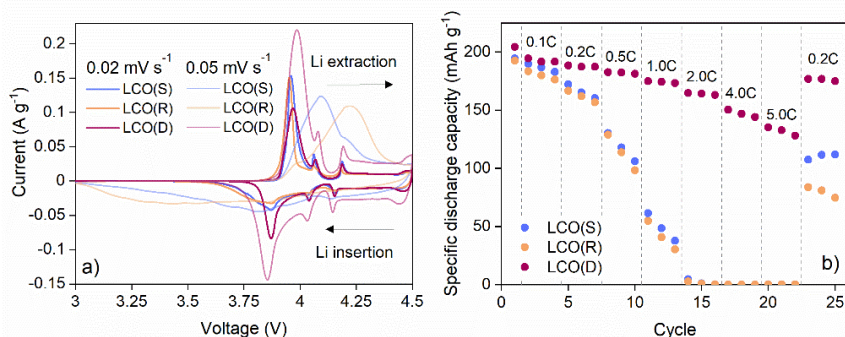 0.02 mV s⁻¹ 0.05 mV s⁻¹
LCO(S) LCO(S)
LCO(R) LCO(R)
LCO(D) LCO(D)
Li extraction
Li insertion
a)
Current (A g⁻¹)
0.2
0.15
0.1
0.05
0
-0.05
-0.1
-0.15
3 3.25 3.5 3.75 4 4.25 4.5
Voltage (V)
Specific discharge capacity (mAh g⁻¹)
200
150
100
50
0
0.1C 0.2C 0.5C 1.0C 2.0C 4.0C 5.0C 0.2C
LCO(S)
LCO(R)
LCO(D)
b)
0 5 10 15 20 25
Cycle